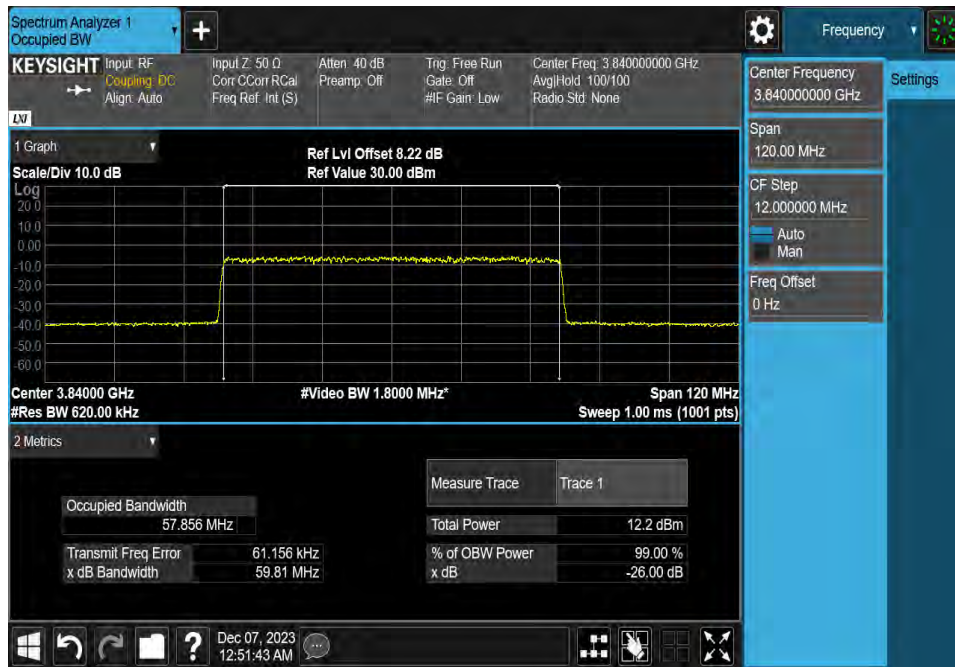 Spectrum Analyzer 1
Occupied BW
+
Frequency
KEYSIGHT
Input: RF
Coupling: DC
Align: Auto
Input Z: 50 Ω
Corr CCorr RCal
Freq Ref: Int (S)
Atten: 40 dB
Preamp: Off
Trig: Free Run
Gate: Off
#IF Gain: Low
Center Freq: 3.840000000 GHz
Avg|Hold: 100/100
Radio Std: None
LXI
Center Frequency
3.840000000 GHz
Settings
Span
120.00 MHz
CF Step
12.000000 MHz
Auto
Man
Freq Offset
0 Hz
1 Graph
Scale/Div 10.0 dB
Ref Lvl Offset 8.22 dB
Ref Value 30.00 dBm
Log
20.0
10.0
0.00
-10.0
-20.0
-30.0
-40.0
-50.0
-60.0
Center 3.84000 GHz
#Video BW 1.8000 MHz*
Span 120 MHz
#Res BW 620.00 kHz
Sweep 1.00 ms (1001 pts)
2 Metrics
Measure Trace
Trace 1
Occupied Bandwidth
57.856 MHz
Total Power
12.2 dBm
Transmit Freq Error
61.156 kHz
% of OBW Power
99.00 %
x dB Bandwidth
59.81 MHz
x dB
-26.00 dB
?
Dec 07, 2023
12:51:43 AM